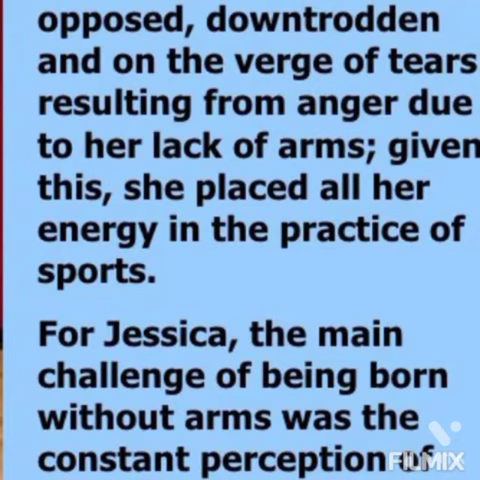 opposed, downtrodden
and on the verge of tears
resulting from anger due
to her lack of arms; given
this, she placed all her
energy in the practice of
sports.
For Jessica, the main
challenge of being born
without arms was the
constant perception of
FILMIX